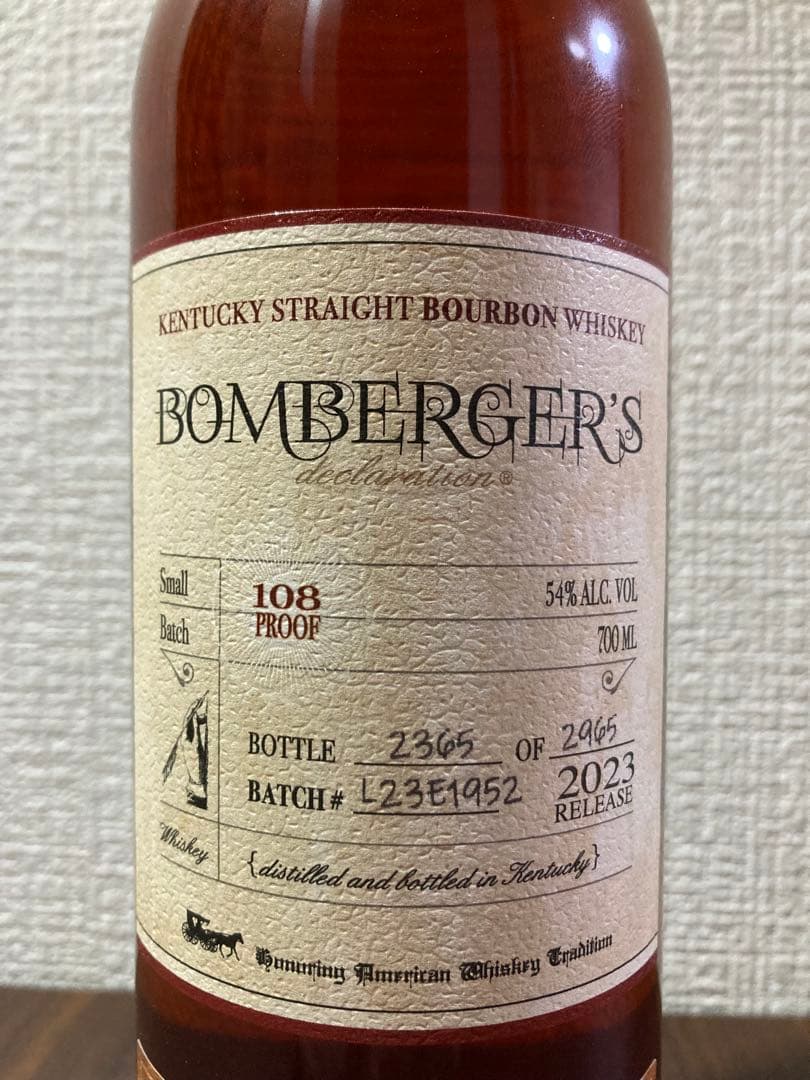 KENTUCKY STRAIGHT BOURBON WHISKEY
BOMBERGER'S
declaration®
Small
Batch
108
PROOF
54% ALC. VOL
700 ML
BOTTLE 2365 OF 2965
BATCH # L23E1952
2023
RELEASE
Whiskey
{distilled and bottled in Kentucky}
Honoring American Whiskey Tradition